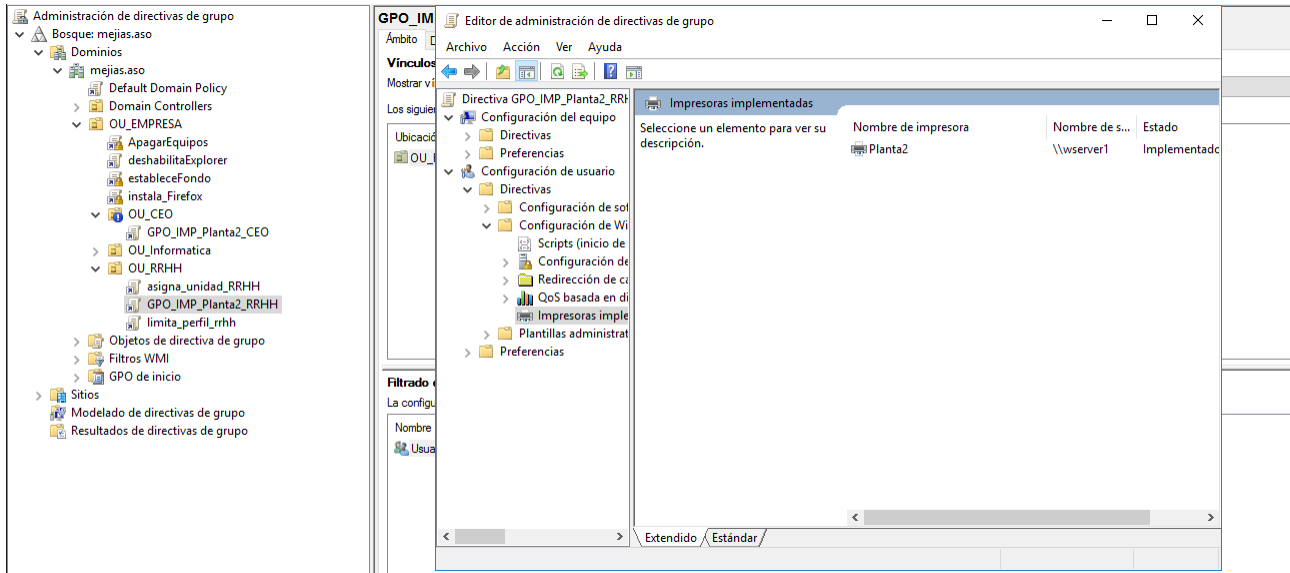 Administración de directivas de grupo
Bosque: mejias.aso
Dominios
mejias.aso
Default Domain Policy
Domain Controllers
OU_EMPRESA
ApagarEquipos
deshabilitaExplorer
estableceFondo
instala_Firefox
OU_CEO
GPO_IMP_Planta2_CEO
OU_Informatica
OU_RRHH
asigna_unidad_RRHH
GPO_IMP_Planta2_RRHH
limita_perfil_rrhh
Objetos de directiva de grupo
Filtros WMI
GPO de inicio
Sitios
Modelado de directivas de grupo
Resultados de directivas de grupo
GPO_IM
Ámbito
Vínculos
Mostrar ví
Los siguie
Ubicació
OU_
Filtrado
La configu
Nombre
Usua
Editor de administración de directivas de grupo
Archivo Acción Ver Ayuda
Directiva GPO_IMP_Planta2_RRH
Configuración del equipo
Directivas
Preferencias
Configuración de usuario
Directivas
Configuración de sof
Configuración de Wi
Scripts (inicio de
Configuración de
Redirección de ca
QoS basada en di
Impresoras imple
Plantillas administrat
Preferencias
Impresoras implementadas
Seleccione un elemento para ver su
descripción.
Nombre de impresora Nombre de s... Estado
Planta2 \\wserver1 Implementado
Extendido Estándar